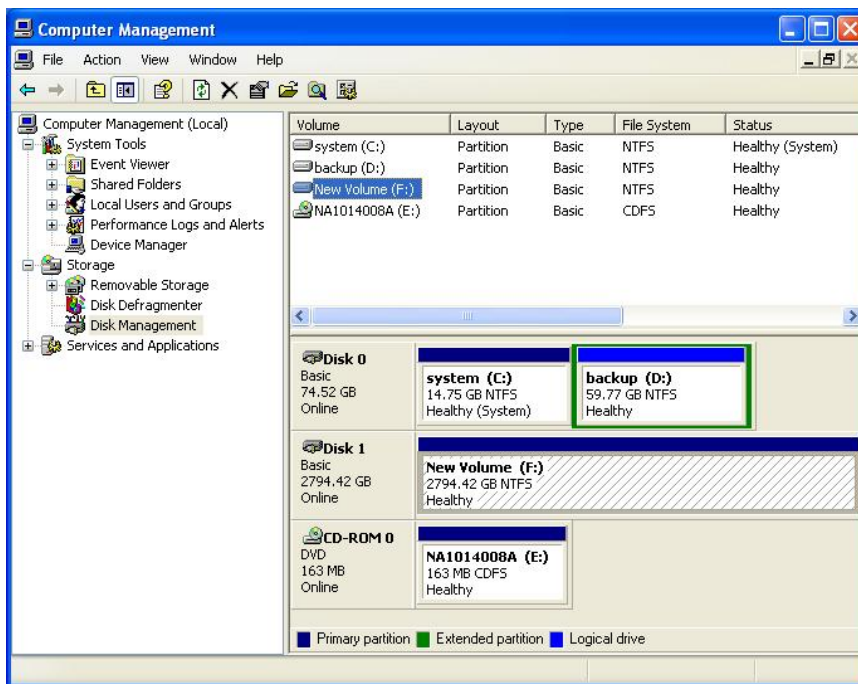 Computer Management
File Action View Window Help
Computer Management (Local)
System Tools
Event Viewer
Shared Folders
Local Users and Groups
Performance Logs and Alerts
Device Manager
Storage
Removable Storage
Disk Defragmenter
Disk Management
Services and Applications
Volume Layout Type File System Status
system (C:) Partition Basic NTFS Healthy (System)
backup (D:) Partition Basic NTFS Healthy
New Volume (F:) Partition Basic NTFS Healthy
NA1014008A (E:) Partition Basic CDFS Healthy
Disk 0
Basic
74.52 GB
Online
system (C:)
14.75 GB NTFS
Healthy (System)
backup (D:)
59.77 GB NTFS
Healthy
Disk 1
Basic
2794.42 GB
Online
New Volume (F:)
2794.42 GB NTFS
Healthy
CD-ROM 0
DVD
163 MB
Online
NA1014008A (E:)
163 MB CDFS
Healthy
Primary partition Extended partition Logical drive